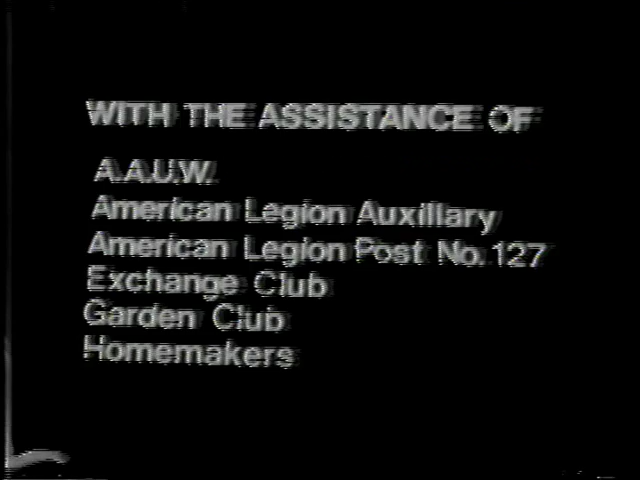 WITH THE ASSISTANCE OF
A.A.U.W.
American Legion Auxillary
American Legion Post No. 127
Exchange Club
Garden Club
Homemakers